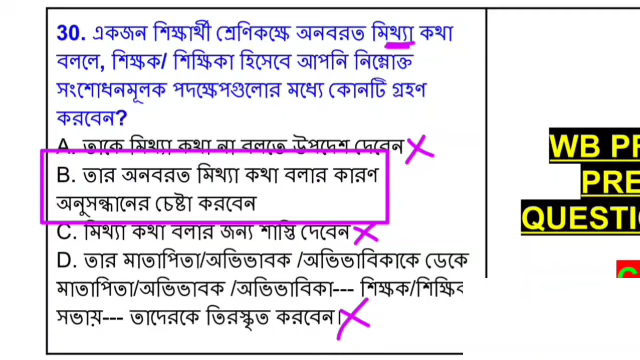 30. একজন শিক্ষার্থী শ্রেণিকক্ষে অনবরত মিথ্যা কথা
বললে, শিক্ষক/ শিক্ষিকা হিসেবে আপনি নিম্নোক্ত
সংশোধনমূলক পদক্ষেপগুলোর মধ্যে কোনটি গ্রহণ
করবেন?
A. তাকে মিথ্যা কথা না বলতে উপদেশ দেবেন
B. তার অনবরত মিথ্যা কথা বলার কারণ
অনুসন্ধানের চেষ্টা করবেন
C. মিথ্যা কথা বলার জন্য শাস্তি দেবেন
D. তার মাতাপিতা/অভিভাবক /অভিভাবিকাকে ডেকে
মাতাপিতা/অভিভাবক /অভিভাবিকা--- শিক্ষক/শিক্ষি
সভায়--- তাদেরকে তিরস্কৃত করবেন।
WB PR
PRE
QUESTI